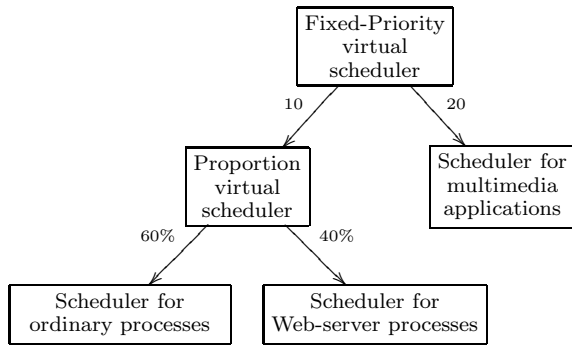 Fixed-Priority
virtual
scheduler
10
20
Proportion
virtual
scheduler
Scheduler for
multimedia
applications
60%
40%
Scheduler for
ordinary processes
Scheduler for
Web-server processes